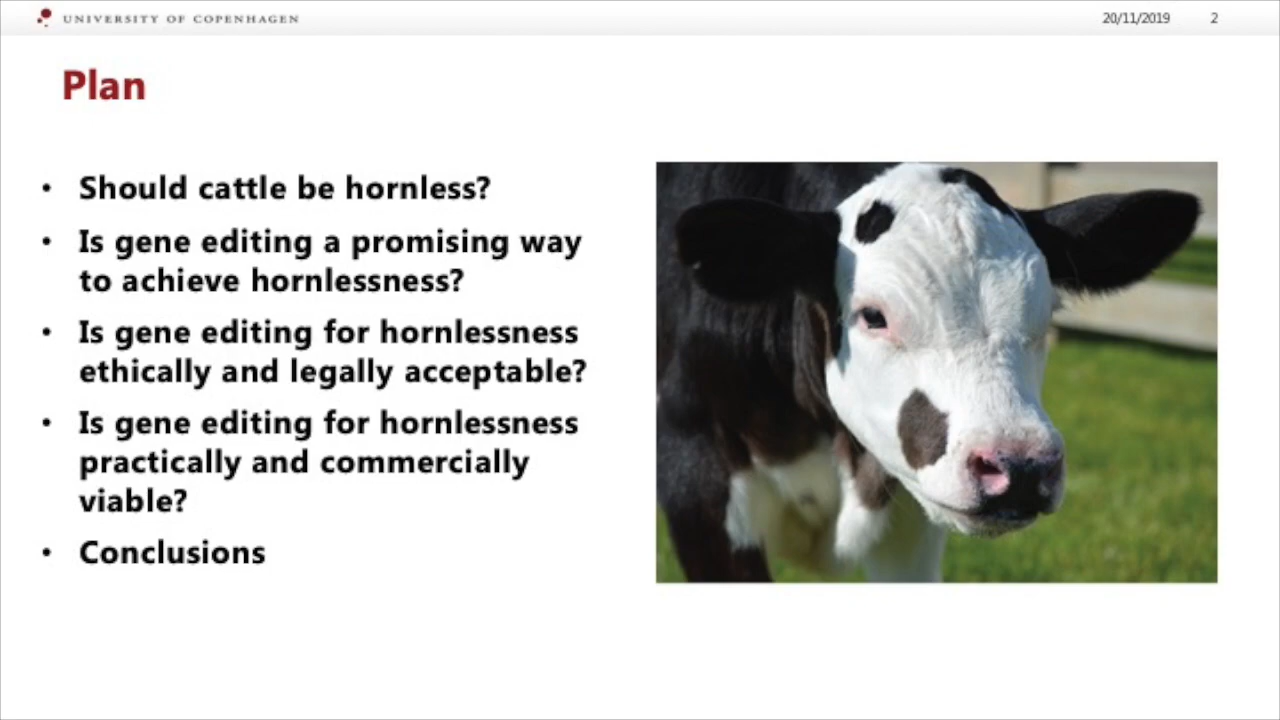 UNIVERSITY OF COPENHAGEN
20/11/2019 2
Plan
• Should cattle be hornless?
• Is gene editing a promising way
to achieve hornlessness?
• Is gene editing for hornlessness
ethically and legally acceptable?
• Is gene editing for hornlessness
practically and commercially
viable?
• Conclusions